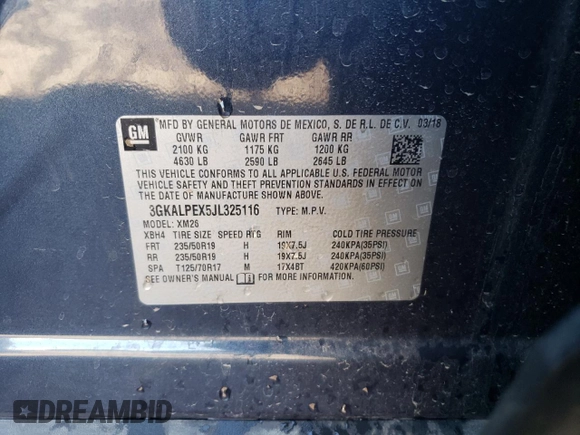 GM
MFD BY GENERAL MOTORS DE MEXICO, S. DE R.L. DE C.V. 03/18
GVWR GAWR FRT GAWR RR
2100 KG 1175 KG 1200 KG
4630 LB 2590 LB 2645 LB
THIS VEHICLE CONFORMS TO ALL APPLICABLE U.S. FEDERAL MOTOR
VEHICLE SAFETY AND THEFT PREVENTION STANDARDS IN EFFECT
ON THE DATE OF MANUFACTURE SHOWN ABOVE.
3GKALPEX5JL325116 TYPE: M.P.V.
MODEL: XM26
XBH4 TIRE SIZE SPEED RTG RIM COLD TIRE PRESSURE
FRT 235/50R19 H 19X7.5J 240KPA(35PSI)
RR 235/50R19 H 19X7.5J 240KPA(35PSI)
SPA T125/70R17 M 17X4BT 420KPA(60PSI)
SEE OWNER'S MANUAL FOR MORE INFORMATION.
DREAMBID